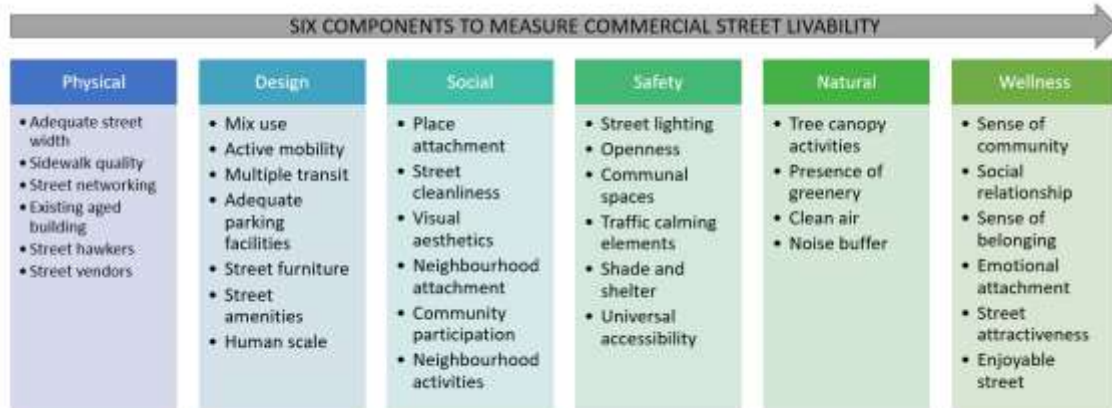 SIX COMPONENTS TO MEASURE COMMERCIAL STREET LIVABILITY
Physical
• Adequate street
width
• Sidewalk quality
• Street networking
• Existing aged
building
• Street hawkers
• Street vendors
Design
• Mix use
• Active mobility
• Multiple transit
• Adequate
parking
facilities
• Street furniture
• Street
amenities
• Human scale
Social
• Place
attachment
• Street
cleanliness
• Visual
aesthetics
• Neighbourhood
attachment
• Community
participation
• Neighbourhood
activities
Safety
• Street lighting
• Openness
• Communal
spaces
• Traffic calming
elements
• Shade and
shelter
• Universal
accessibility
Natural
• Tree canopy
activities
• Presence of
greenery
• Clean air
• Noise buffer
Wellness
• Sense of
community
• Social
relationship
• Sense of
belonging
• Emotional
attachment
• Street
attractiveness
• Enjoyable
street